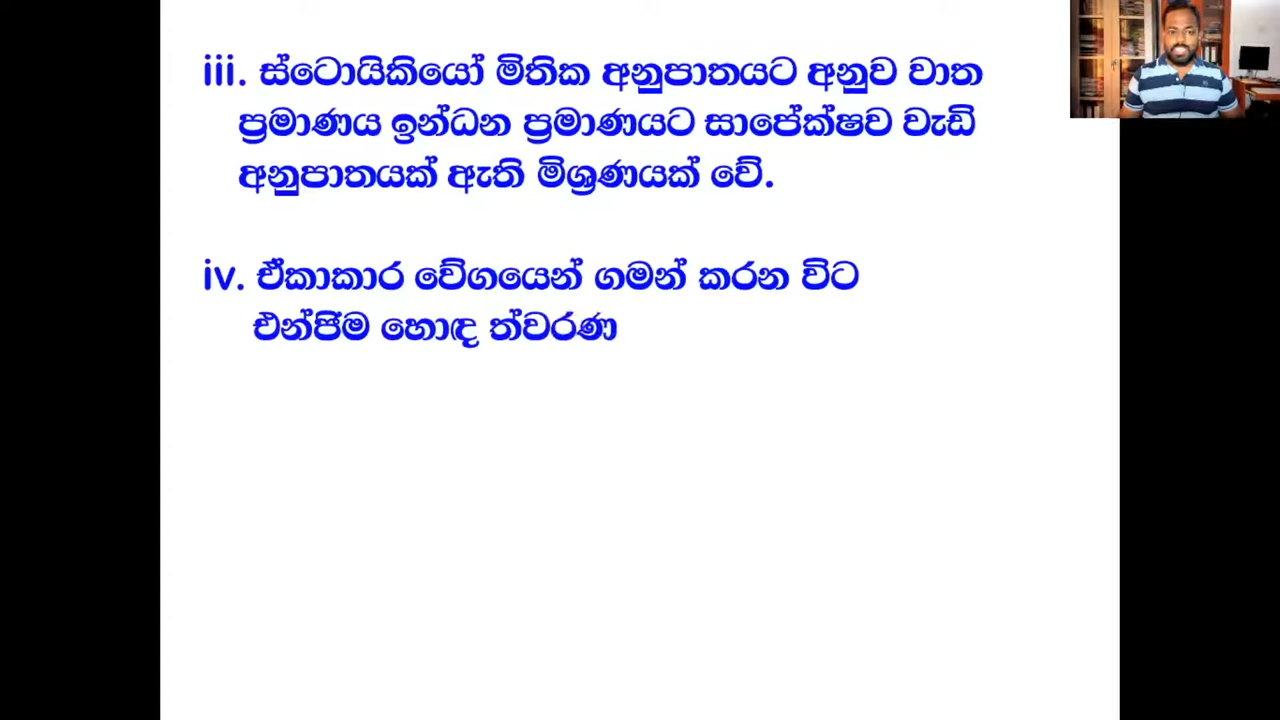 iii. ස්ටොයිකියෝ මිතික අනුපාතයට අනුව වාත
ප්‍රමාණය ඉන්ධන ප්‍රමාණයට සාපේක්ෂව වැඩි
අනුපාතයක් ඇති මිශ්‍රණයක් වේ.
iv. ඒකාකාර වේගයෙන් ගමන් කරන විට
එන්ජිම හොඳ ත්වරණ